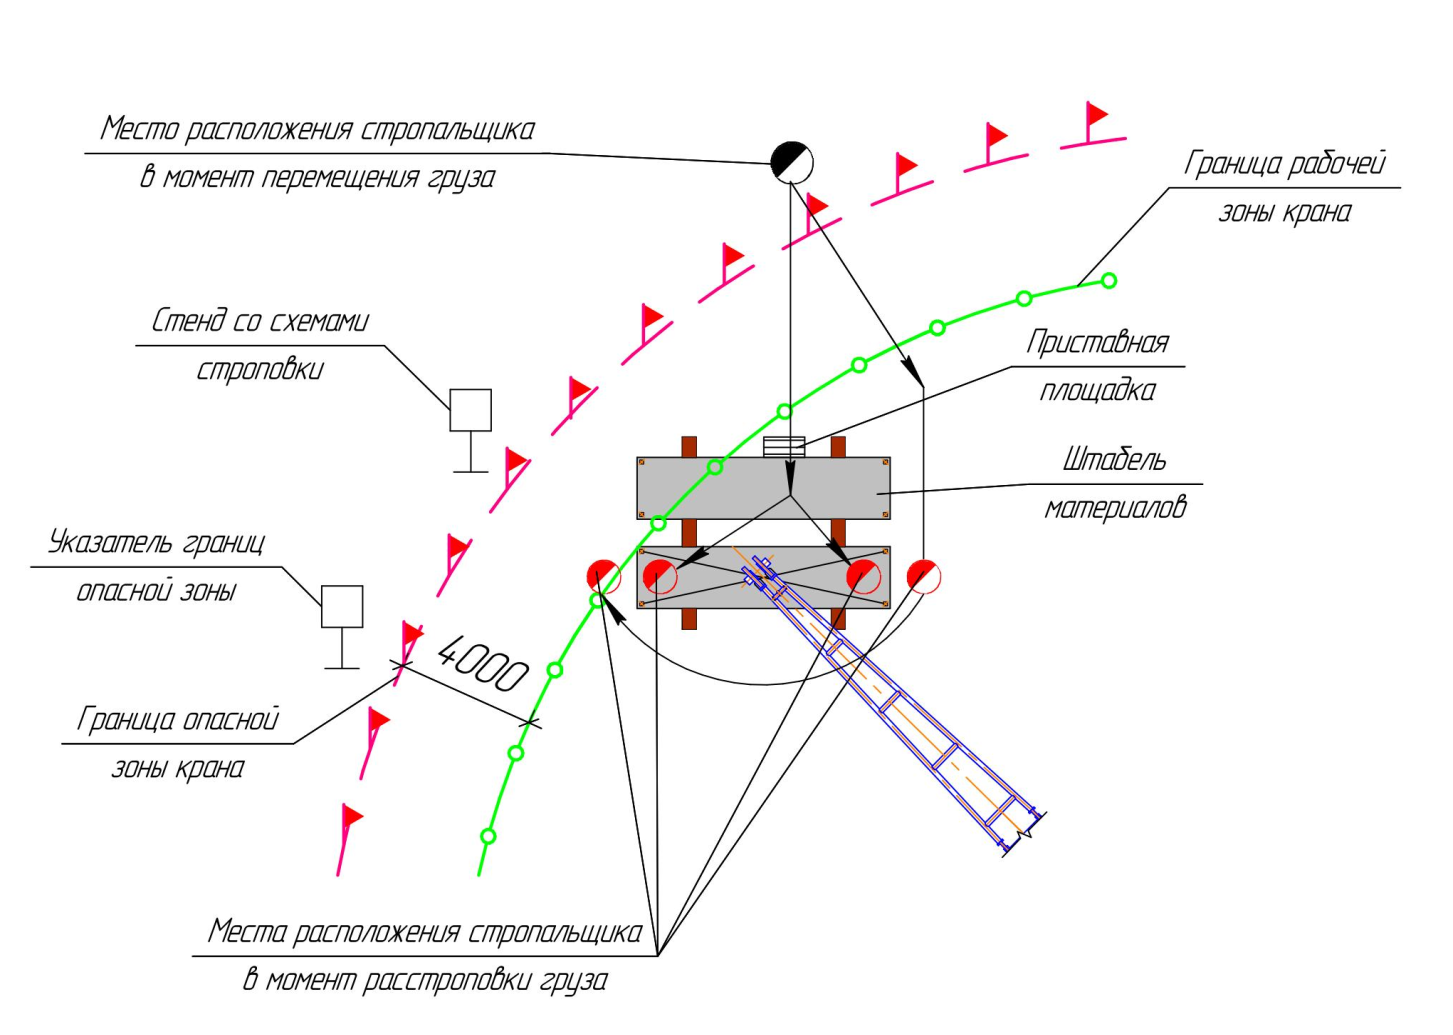 Место расположения стропальщика
в момент перемещения груза
Граница рабочей
зоны крана
Стенд со схемами
строповки
Приставная
площадка
Штабель
материалов
Указатель границ
опасной зоны
4000
Граница опасной
зоны крана
Места расположения стропальщика
в момент расстроповки груза